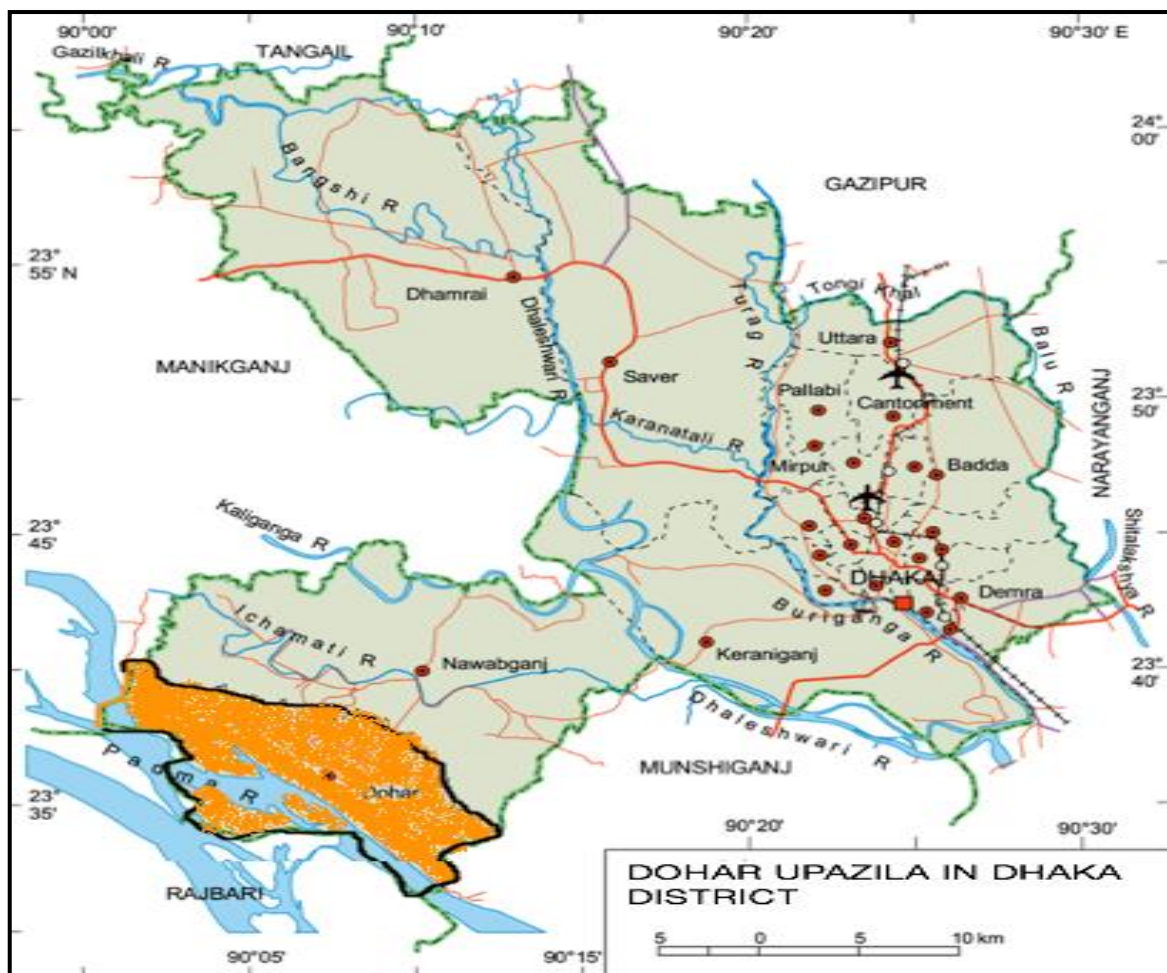 90°00'
90°10'
90°20'
90°30' E
Gazilkhali R
TANGAIL
24°
00'
GAZIPUR
Bangshi R
23°
55' N
Dhamrai
Dhaleshwari R
Turag R
Tongi Khal
Uttara
Balu R
MANIKGANJ
Saver
Pallabi
Cantonment
23°
50'
Karanatali R
Mirpur
Badda
NARAYANGANJ
Kaliganga R
23°
45'
Shitalakshya R
DHAKA
Demra
Ichamati R
Buriganga R
Nawabganj
Keraniganj
23°
40'
Dhaleshwari R
Padma R
MUNSHIGANJ
Dohar
23°
35'
90°20'
90°30'
RAJBARI
DOHAR UPAZILA IN DHAKA
DISTRICT
5 0 5 10 km
90°05'
90°15'